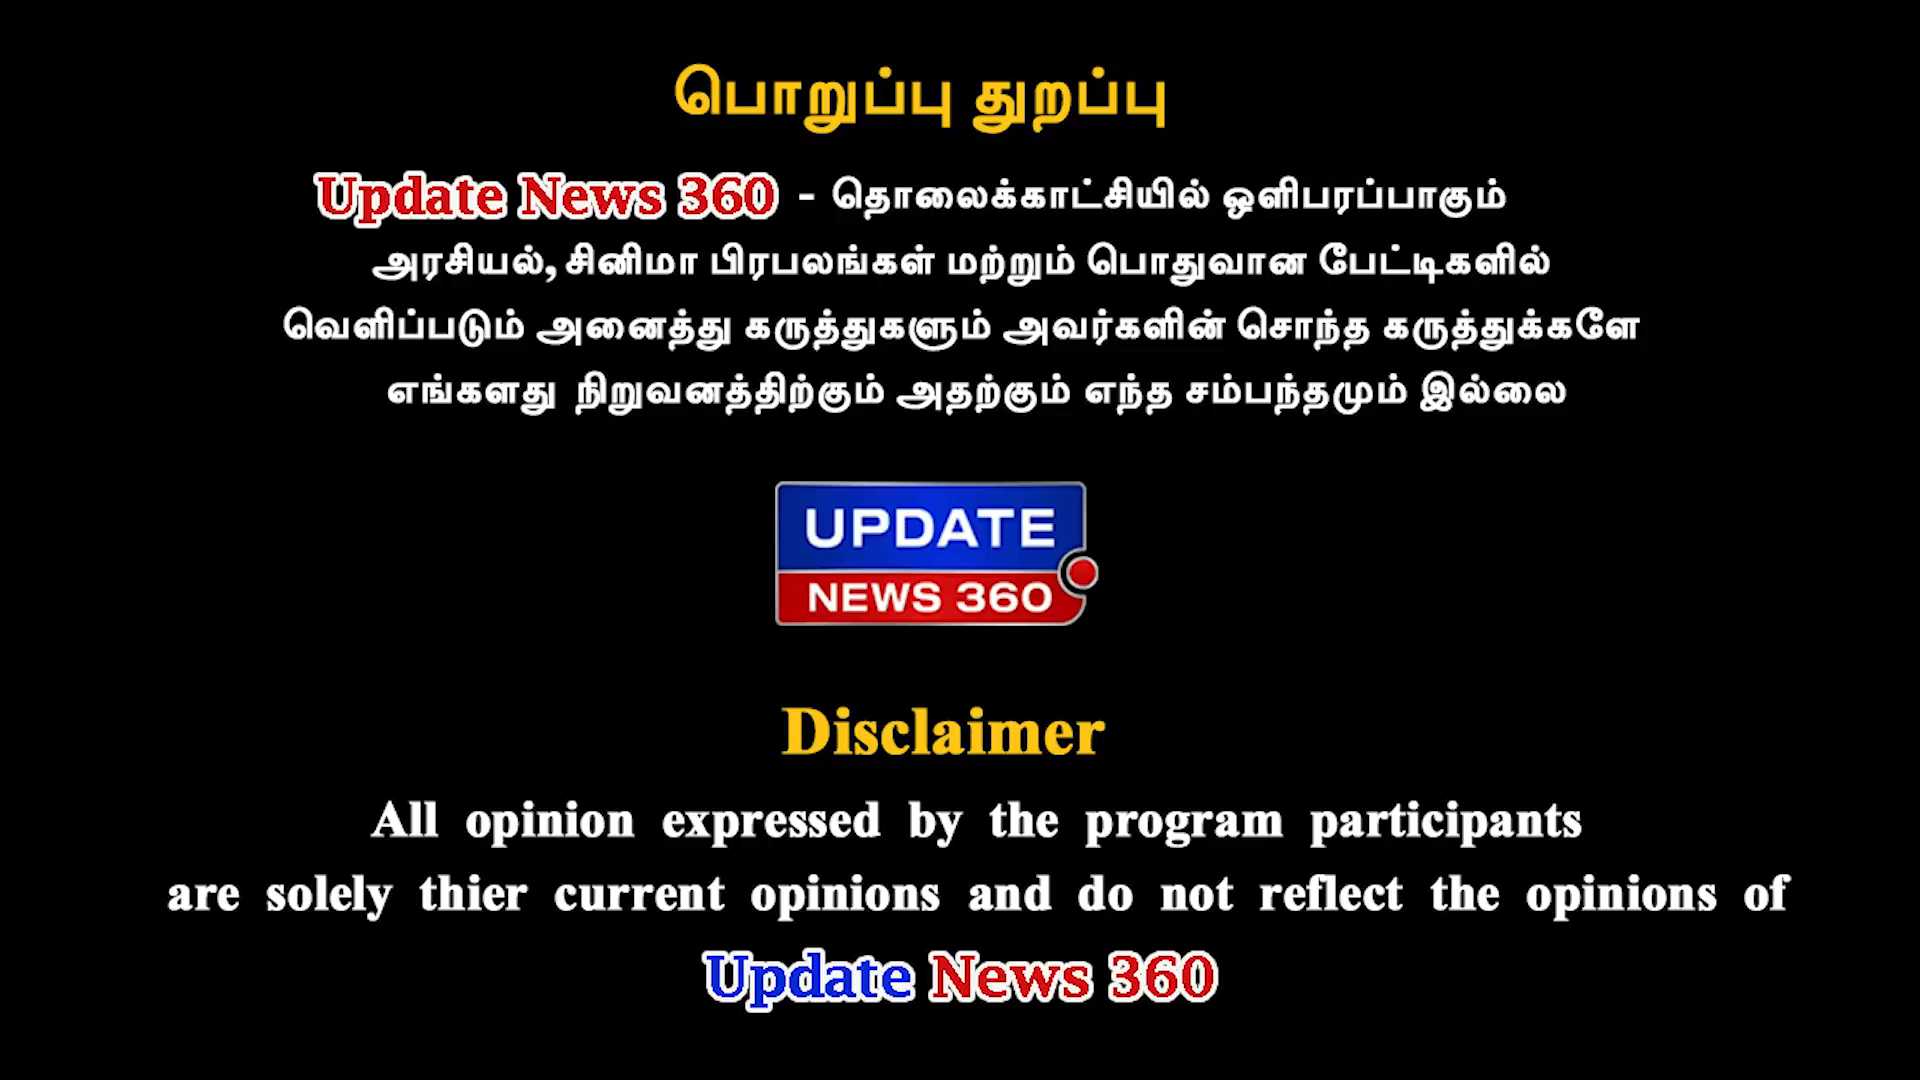 பொறுப்பு துறப்பு
Update News 360 - தொலைக்காட்சியில் ஒளிபரப்பாகும்
அரசியல், சினிமா பிரபலங்கள் மற்றும் பொதுவான பேட்டிகளில்
வெளிப்படும் அனைத்து கருத்துகளும் அவர்களின் சொந்த கருத்துக்களே
எங்களது நிறுவனத்திற்கும் அதற்கும் எந்த சம்பந்தமும் இல்லை
UPDATE
NEWS 360
Disclaimer
All opinion expressed by the program participants
are solely thier current opinions and do not reflect the opinions of
Update News 360